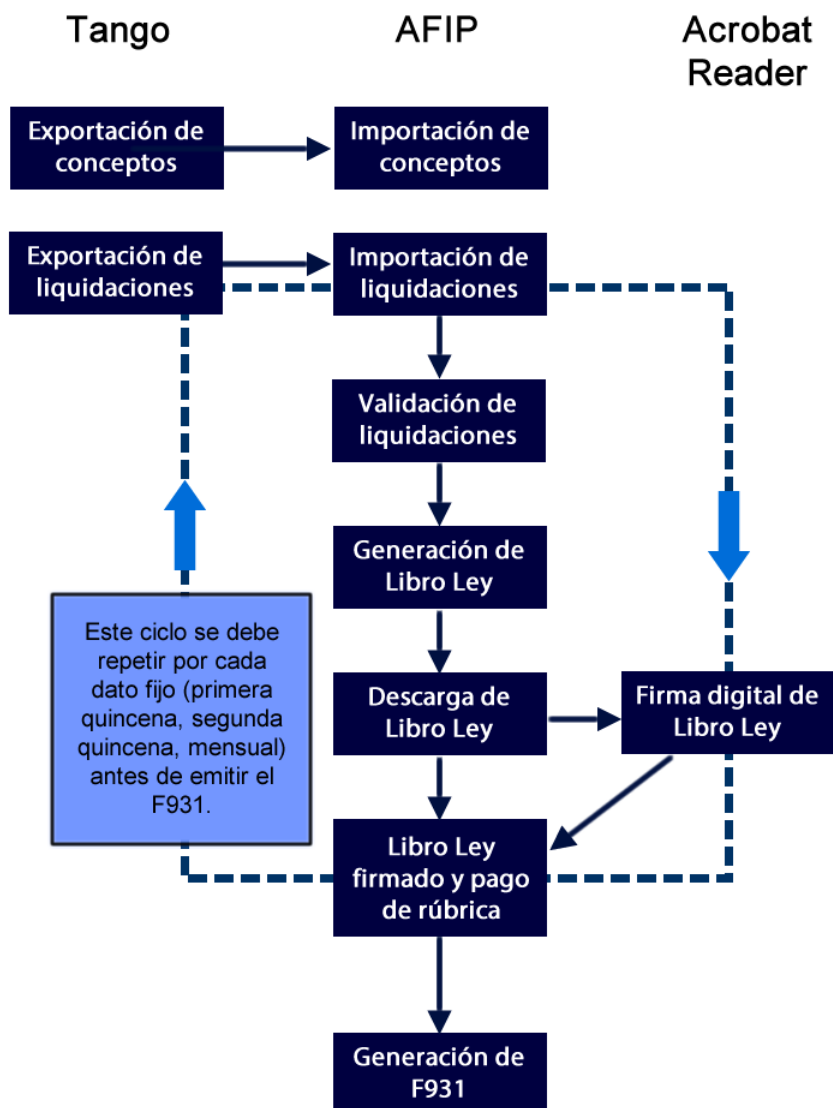 Tango
AFIP
Acrobat
Reader
Exportación de
conceptos
Importación de
conceptos
Exportación de
liquidaciones
Importación de
liquidaciones
Validación de
liquidaciones
Generación de
Libro Ley
Este ciclo se debe
repetir por cada
dato fijo (primera
quincena, segunda
quincena, mensual)
antes de emitir el
F931.
Descarga de
Libro Ley
Firma digital de
Libro Ley
Libro Ley
firmado y pago
de rúbrica
Generación de
F931